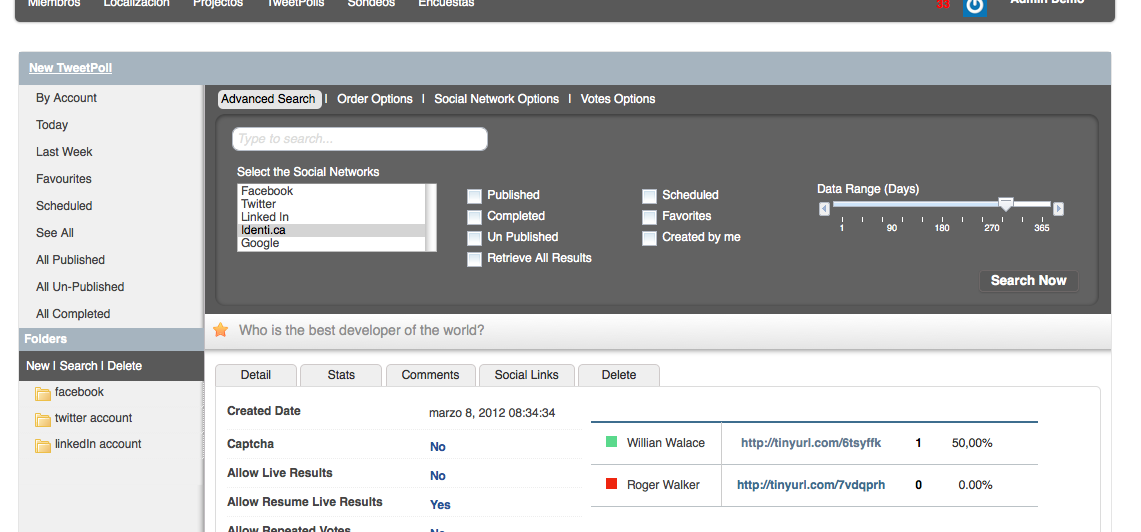 Miembros Localización Proyectos TweetPolls Sondeos Encuestas 33 Admin Demo
New TweetPoll
By Account
Today
Last Week
Favourites
Scheduled
See All
All Published
All Un-Published
All Completed
Folders
New | Search | Delete
facebook
twitter account
linkedIn account
Advanced Search | Order Options | Social Network Options | Votes Options
Type to search...
Select the Social Networks
Facebook
Twitter
Linked In
Identi.ca
Google
Published
Completed
Un Published
Retrieve All Results
Scheduled
Favorites
Created by me
Data Range (Days)
1 90 180 270 365
Search Now
Who is the best developer of the world?
Detail Stats Comments Social Links Delete
Created Date marzo 8, 2012 08:34:34
Captcha No
Allow Live Results No
Allow Resume Live Results Yes
Allow Repeated Votes No
Willian Walace http://tinyurl.com/6tsyffk 1 50,00%
Roger Walker http://tinyurl.com/7vdqprh 0 0.00%